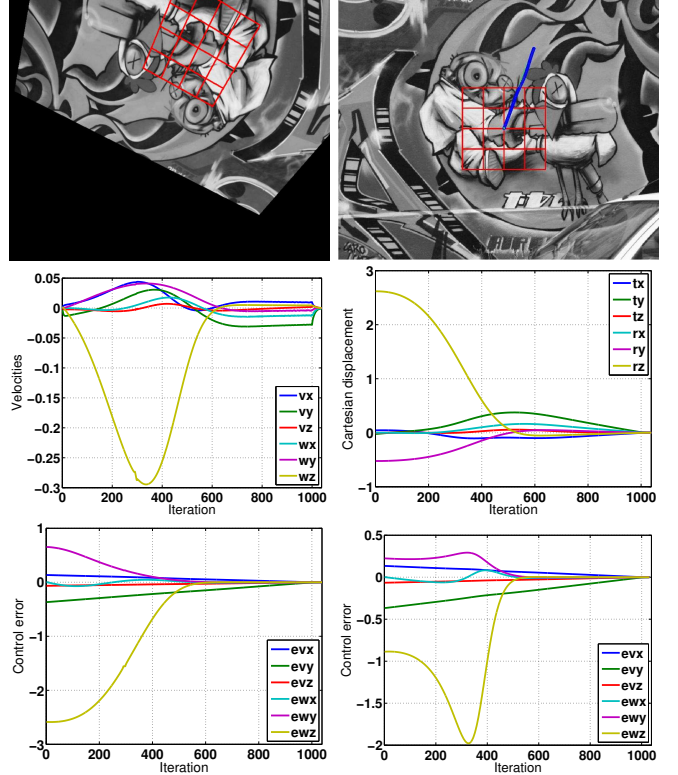 0.05
0
−0.05
−0.1
−0.15
−0.2
−0.25
−0.3
0 200 400 600 800 1000
Velocities
Iteration
vx
vy
vz
wx
wy
wz
3
2
1
0
−1
0 200 400 600 800 1000
Cartesian displacement
Iteration
tx
ty
tz
rx
ry
rz
1
0
−1
−2
−3
0 200 400 600 800 1000
Control error
Iteration
evx
evy
evz
ewx
ewy
ewz
0.5
0
−0.5
−1
−1.5
−2
0 200 400 600 800 1000
Control error
Iteration
evx
evy
evz
ewx
ewy
ewz